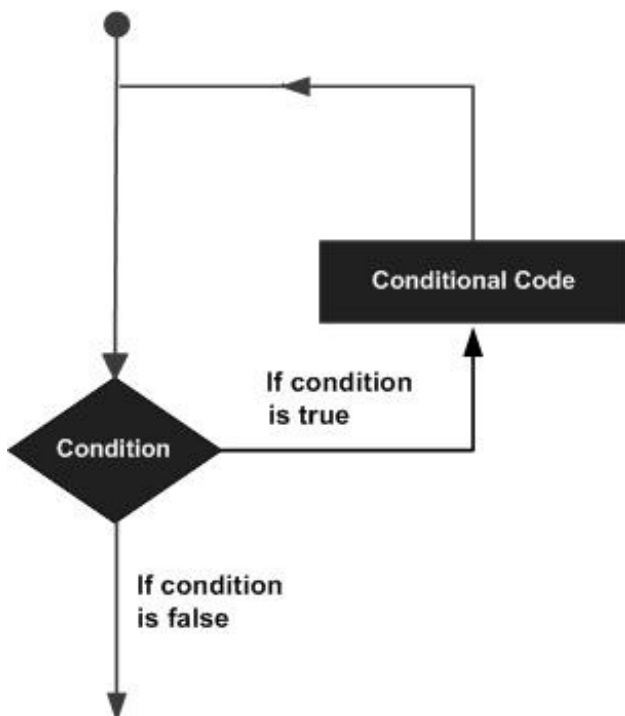 Conditional Code
If condition
is true
Condition
If condition
is false